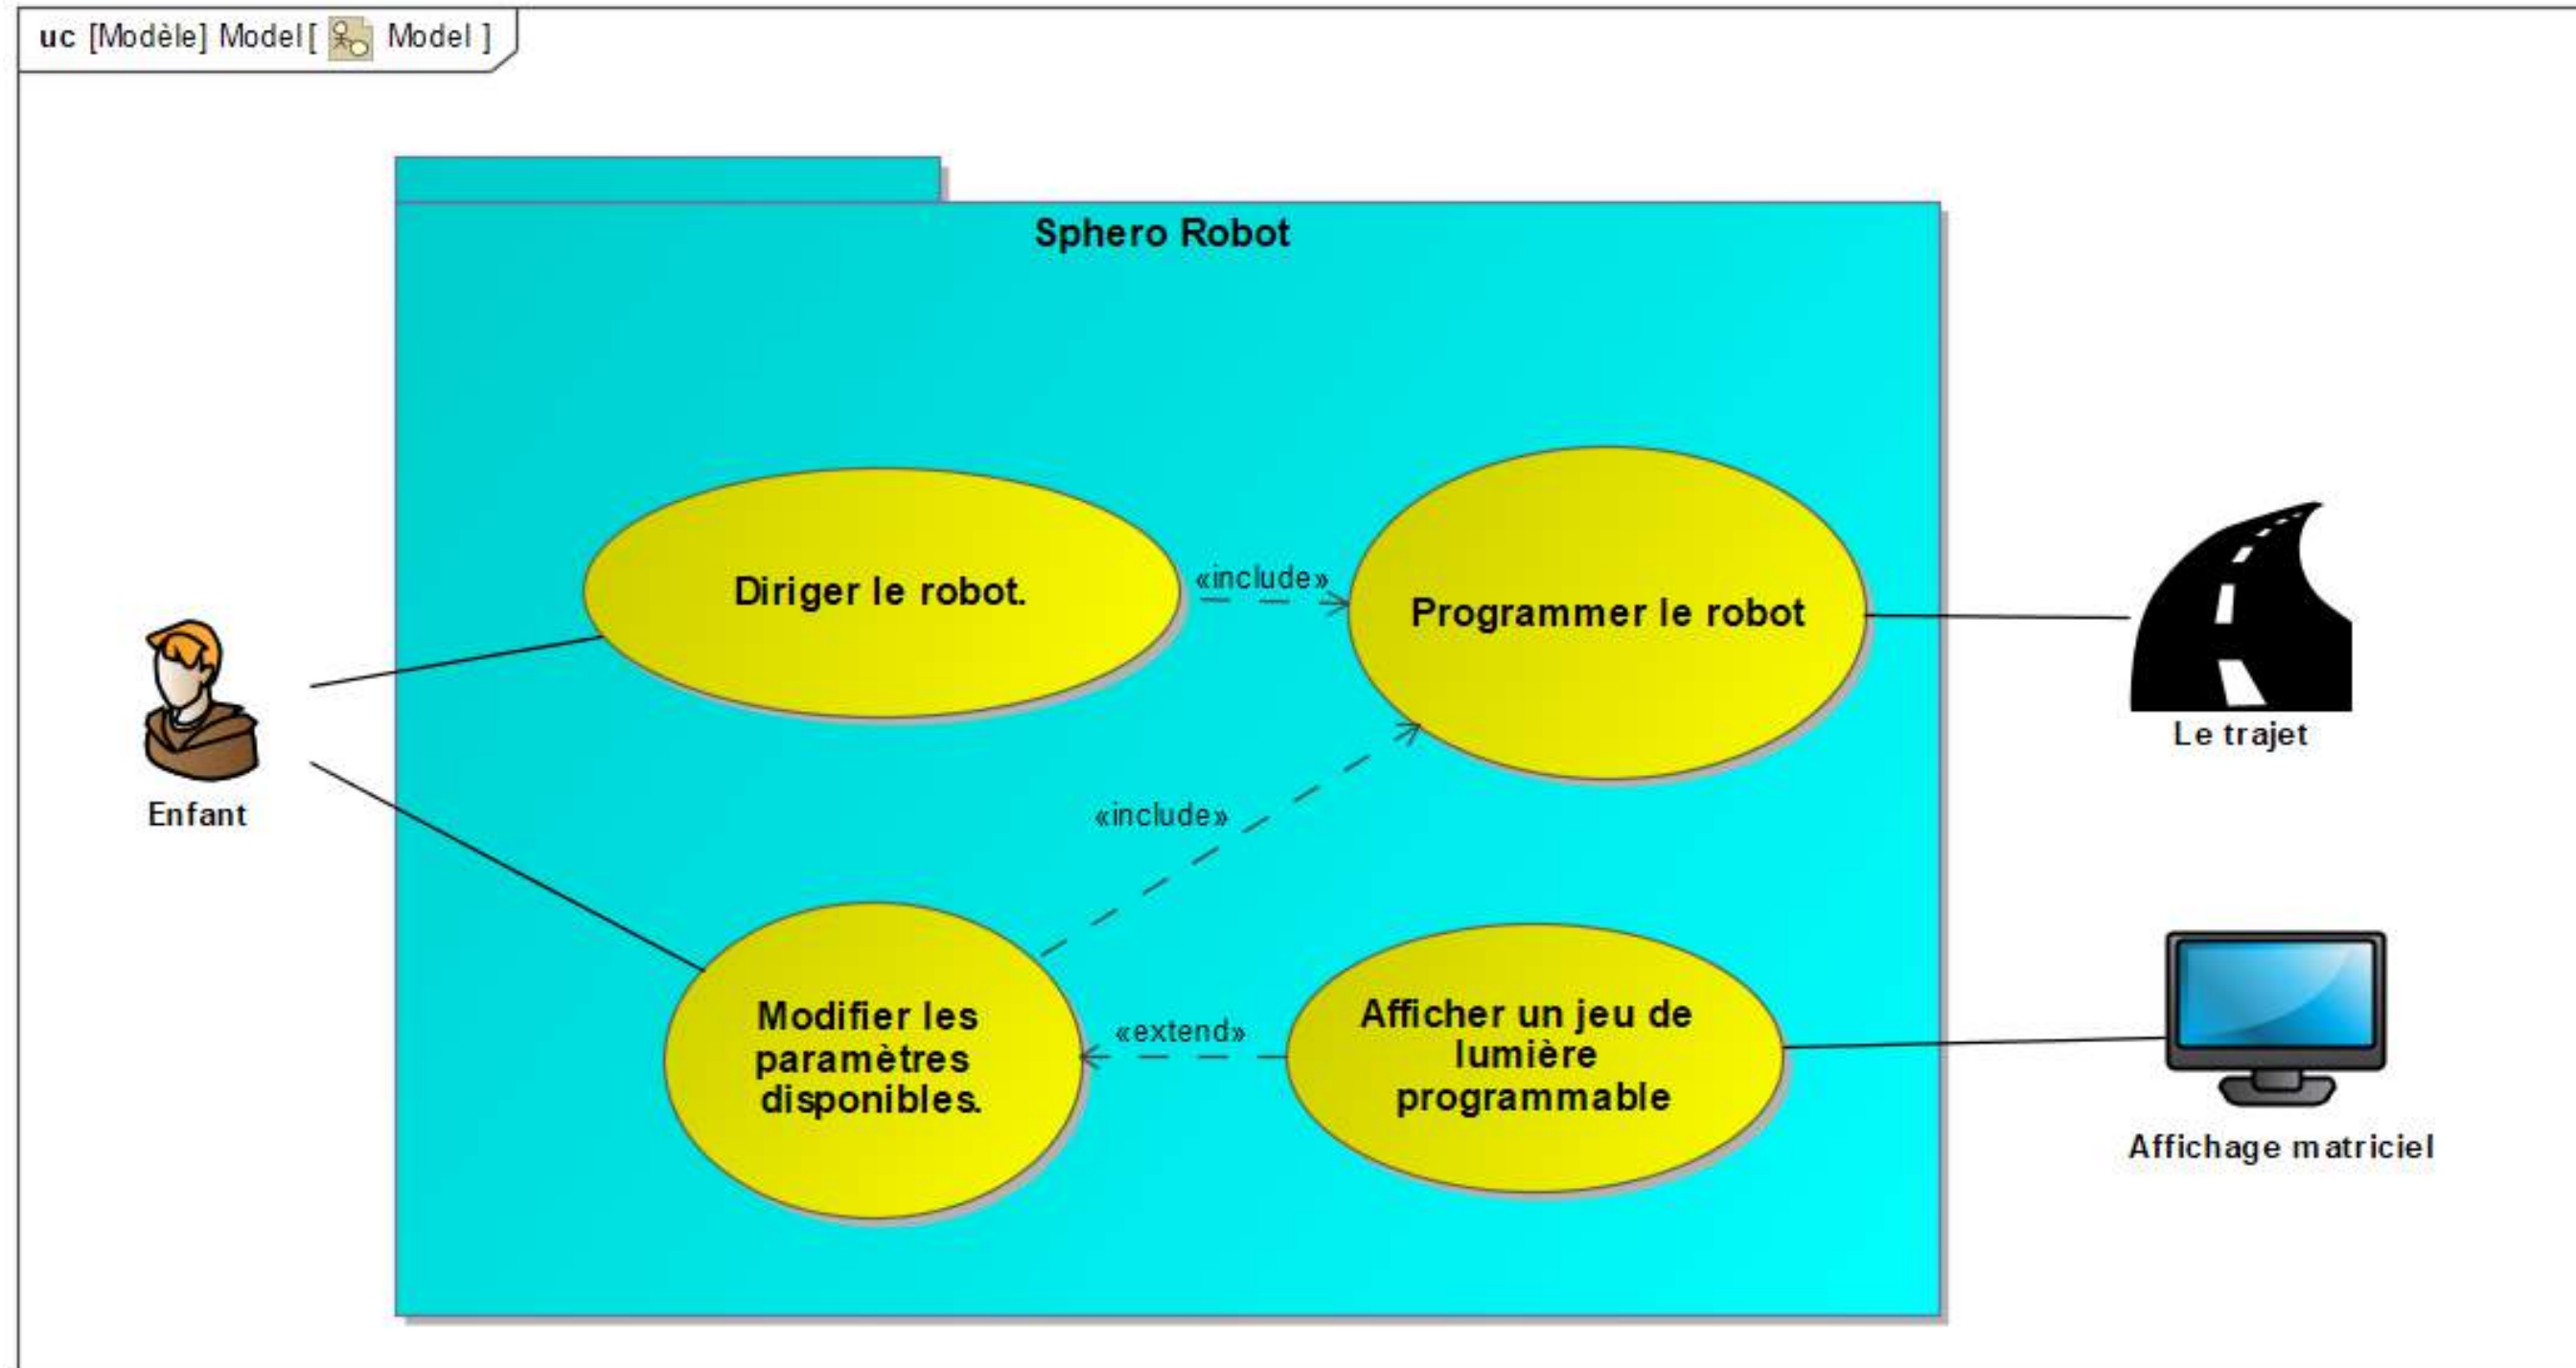 uc [Modèle] Model [ Model ]
Sphero Robot
Diriger le robot.
«include»
Programmer le robot
Le trajet
Enfant
«include»
Modifier les
paramètres
disponibles.
«extend»
Afficher un jeu de
lumière
programmable
Affichage matriciel